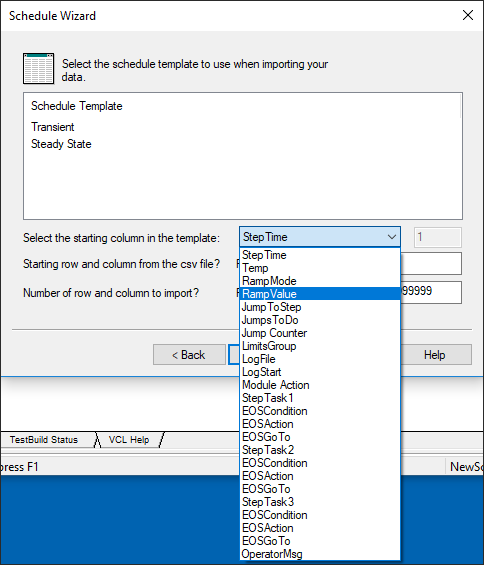 Schedule Wizard
Select the schedule template to use when importing your
data.
Schedule Template
Transient
Steady State
Select the starting column in the template:
StepTime
1
Starting row and column from the csv file?
Number of row and column to import?
99999
StepTime
Temp
RampMode
RampValue
JumpToStep
JumpsToDo
Jump Counter
LimitsGroup
LogFile
LogStart
Module Action
StepTask1
EOSCondition
EOSAction
EOSGoTo
StepTask2
EOSCondition
EOSAction
EOSGoTo
StepTask3
EOSCondition
EOSAction
EOSGoTo
OperatorMsg
< Back
Help
TestBuild Status
VCL Help
press F1